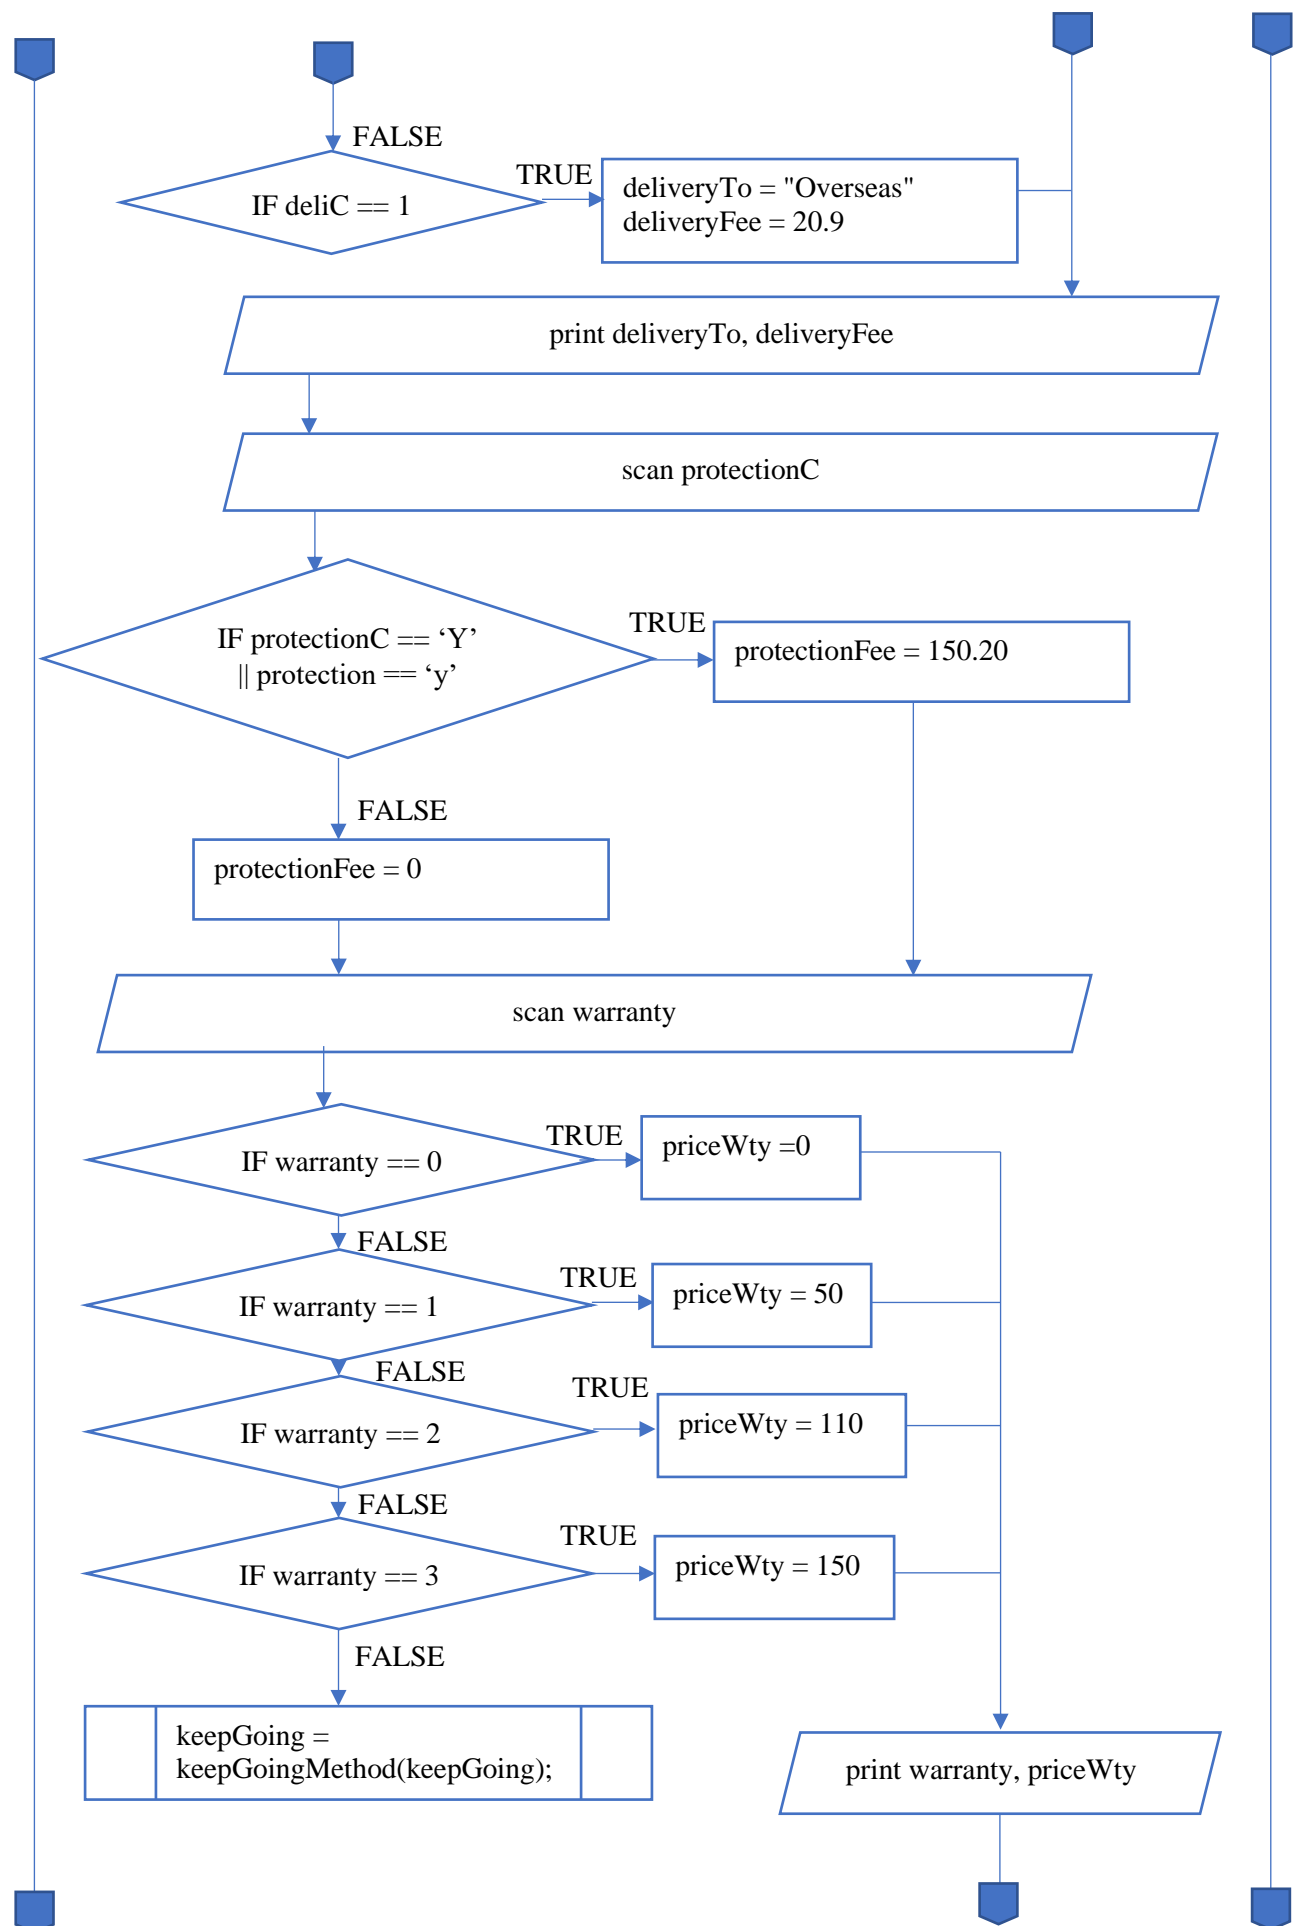 FALSE
TRUE
IF deliC == 1
deliveryTo = "Overseas"
deliveryFee = 20.9
print deliveryTo, deliveryFee
scan protectionC
IF protectionC == ‘Y’
|| protection == ‘y’
TRUE
protectionFee = 150.20
FALSE
protectionFee = 0
scan warranty
IF warranty == 0
TRUE
priceWty =0
FALSE
IF warranty == 1
TRUE
priceWty = 50
FALSE
IF warranty == 2
TRUE
priceWty = 110
FALSE
IF warranty == 3
TRUE
priceWty = 150
FALSE
keepGoing =
keepGoingMethod(keepGoing);
print warranty, priceWty